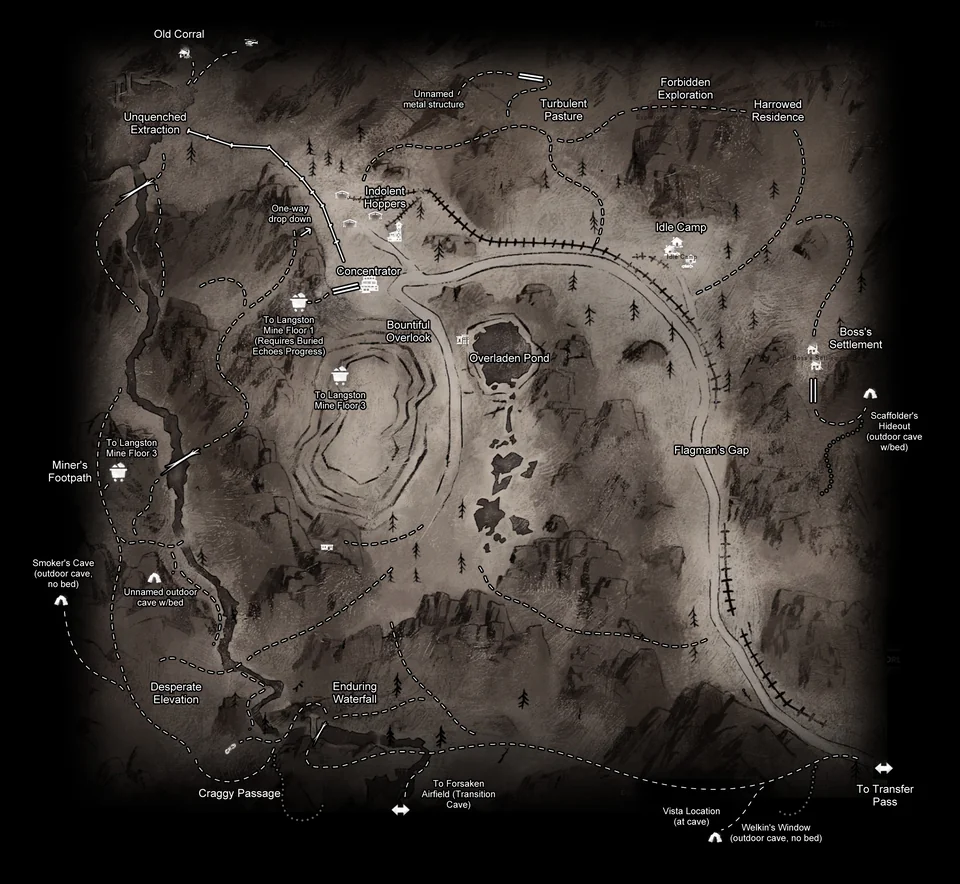 Old Corral
Unnamed
metal structure
Forbidden
Exploration
Turbulent
Pasture
Harrowed
Residence
Unquenched
Extraction
Indolent
Hoppers
One-way
drop down
Idle Camp
Concentrator
To Langston
Mine Floor 1
(Requires Buried
Echoes Progress)
Bountiful
Overlook
Overladen Pond
Boss's
Settlement
To Langston
Mine Floor 3
Scaffolder's
Hideout
(outdoor cave
w/bed)
Flagman's Gap
To Langston
Mine Floor 3
Miner's
Footpath
Smoker's Cave
(outdoor cave,
no bed)
Unnamed outdoor
cave w/bed
Desperate
Elevation
Enduring
Waterfall
Craggy Passage
To Forsaken
Airfield (Transition
Cave)
To Transfer
Pass
Vista Location
(at cave)
Welkin's Window
(outdoor cave, no bed)